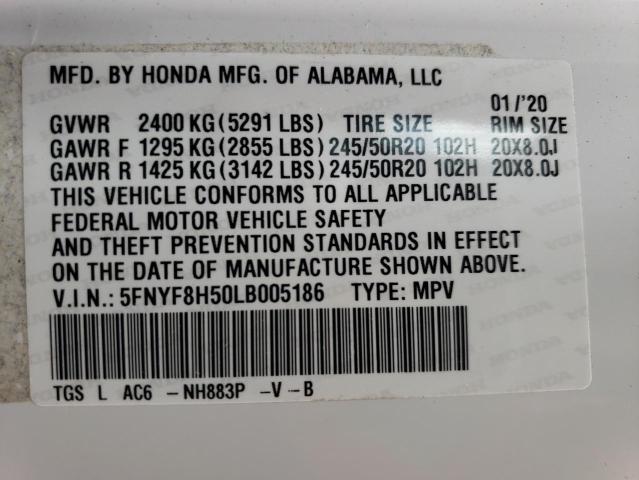 MFD. BY HONDA MFG. OF ALABAMA, LLC
01/'20
GVWR 2400 KG (5291 LBS) TIRE SIZE RIM SIZE
GAWR F 1295 KG (2855 LBS) 245/50R20 102H 20X8.0J
GAWR R 1425 KG (3142 LBS) 245/50R20 102H 20X8.0J
THIS VEHICLE CONFORMS TO ALL APPLICABLE
FEDERAL MOTOR VEHICLE SAFETY
AND THEFT PREVENTION STANDARDS IN EFFECT
ON THE DATE OF MANUFACTURE SHOWN ABOVE.
V.I.N.: 5FNYF8H50LB005186 TYPE: MPV
TGS L AC6 -NH883P -V-B